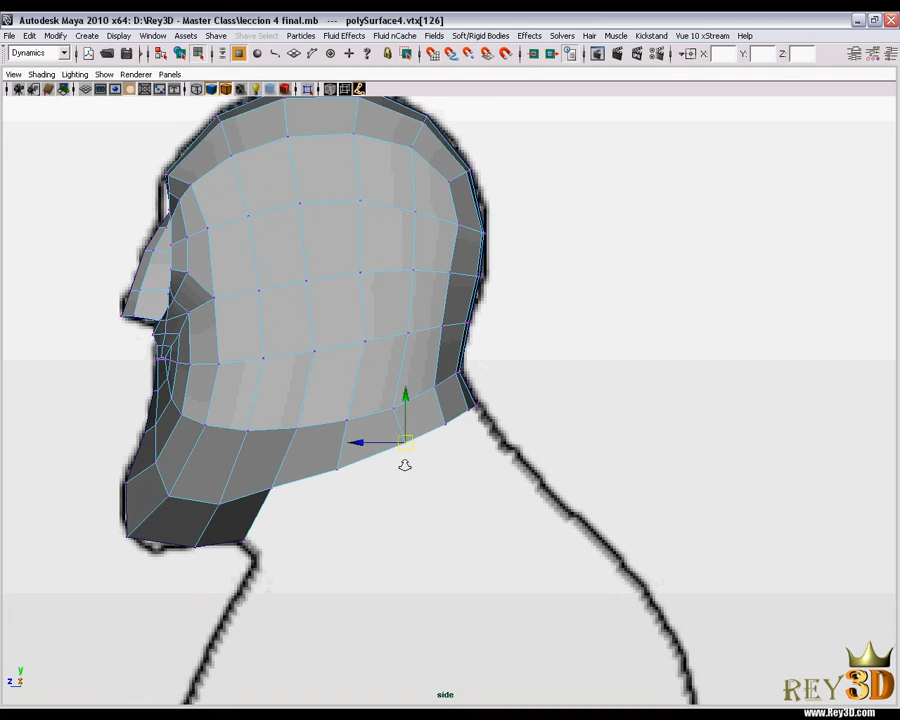 Autodesk Maya 2010 x64: D:\Rey3D - Master Class\leccion 4 final.mb --- polySurface4.vtx[126]
File Edit Modify Create Display Window Assets Select Particles Fluid Effects Fluid nCache Fields Soft/Rigid Bodies Effects Solvers Hair Muscle Kickstand Vue 10 xStream Help
Dynamics X: Y: Z:
View Shading Lighting Show Renderer Panels
y
z x
side
REY3D
www.Rey3D.com